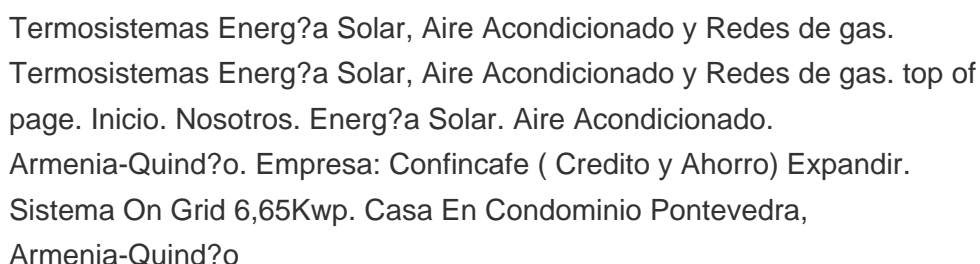 Termosistemas Energ?a Solar, Aire Acondicionado y Redes de gas.
Termosistemas Energ?a Solar, Aire Acondicionado y Redes de gas. top of
page. Inicio. Nosotros. Energ?a Solar. Aire Acondicionado.
Armenia-Quind?o. Empresa: Confincafe ( Credito y Ahorro) Expandir.
Sistema On Grid 6,65Kwp. Casa En Condominio Pontevedra,
Armenia-Quind?o